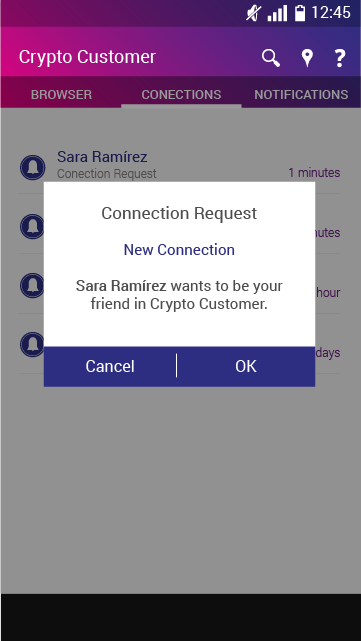 12:45
Crypto Customer
BROWSER CONECTIONS NOTIFICATIONS
Sara Ramírez
Conection Request 1 minutes
Connection Request
New Connection
Sara Ramírez wants to be your
friend in Crypto Customer.
hour
days
Cancel OK